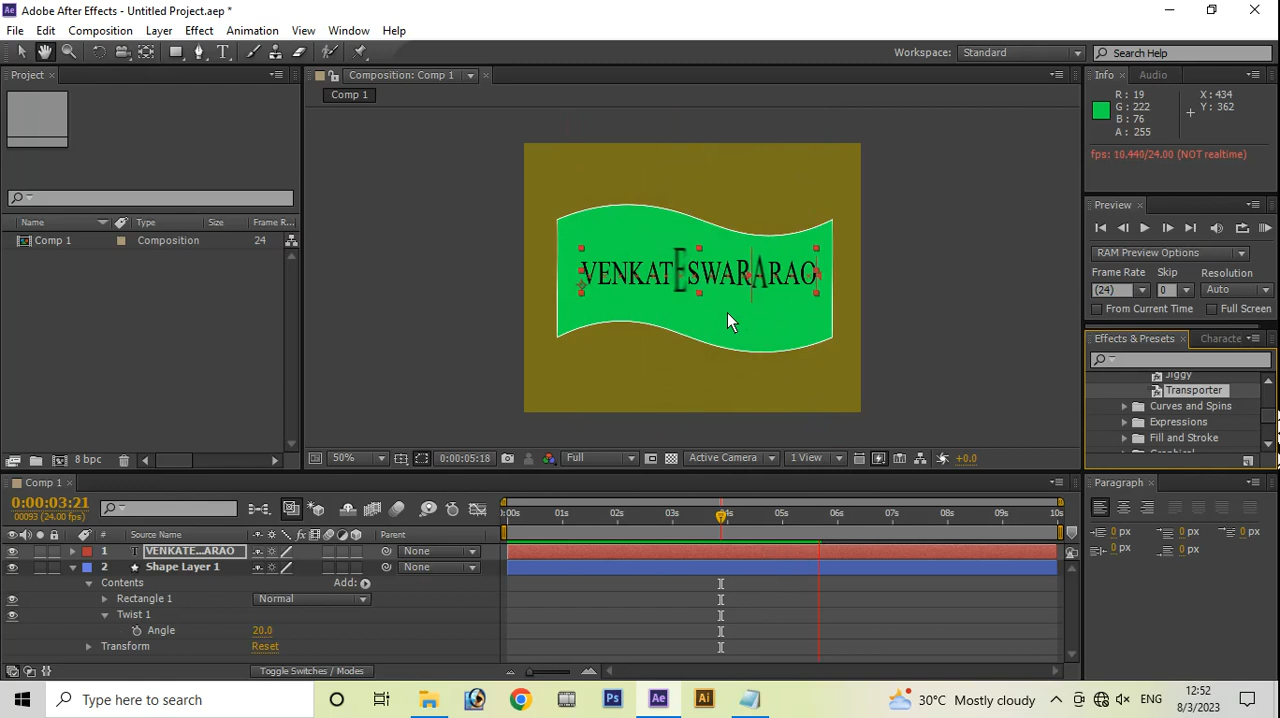 Adobe After Effects - Untitled Project.aep *
File Edit Composition Layer Effect Animation View Window Help
Workspace: Standard Search Help
Project
Composition: Comp 1
Comp 1
Info Audio
R: 19
G: 222
B: 76
A: 255
X: 434
Y: 362
fps: 10.440/24.00 (NOT realtime)
Name Type Size Frame R
Comp 1 Composition 24
VENKATESWARARAO
Preview
RAM Preview Options
Frame Rate Skip Resolution
(24) 0 Auto
From Current Time Full Screen
Effects & Presets Characte
Jiggy
Transporter
Curves and Spins
Expressions
Fill and Stroke
Graphical
8 bpc
50% 0:00:05:18 Full Active Camera 1 View +0.0
Comp 1
0:00:03:21
00093 (24.00 fps)
:00s 01s 02s 03s 04s 05s 06s 07s 08s 09s 10s
# Source Name Parent
1 T VENKATE...ARAO None
2 Shape Layer 1 None
Contents Add:
Rectangle 1 Normal
Twist 1
Angle 20.0
Transform Reset
Toggle Switches / Modes
Paragraph
0 px 0 px 0 px
0 px 0 px
Type here to search
Ps Ae Ai
30°C Mostly cloudy
ENG
12:52
8/3/2023